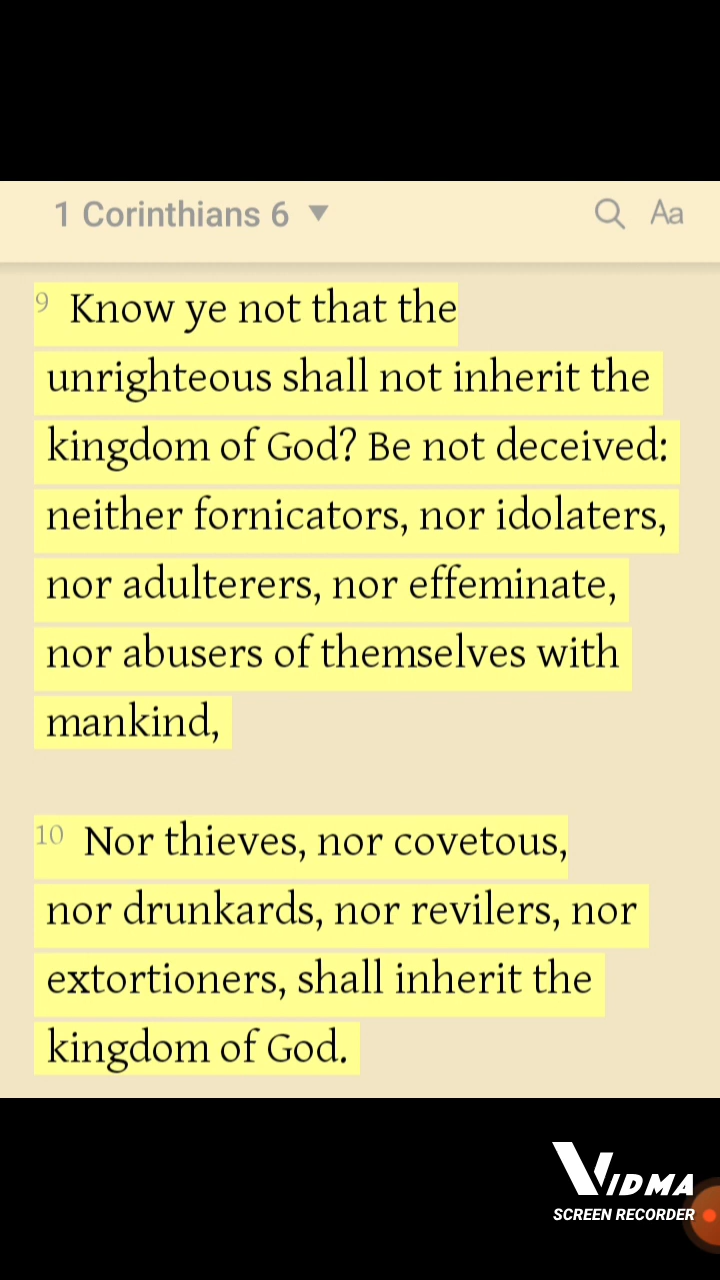 1 Corinthians 6 ▼
Aa
9 Know ye not that the
unrighteous shall not inherit the
kingdom of God? Be not deceived:
neither fornicators, nor idolaters,
nor adulterers, nor effeminate,
nor abusers of themselves with
mankind,
10 Nor thieves, nor covetous,
nor drunkards, nor revilers, nor
extortioners, shall inherit the
kingdom of God.
VIDMA
SCREEN RECORDER